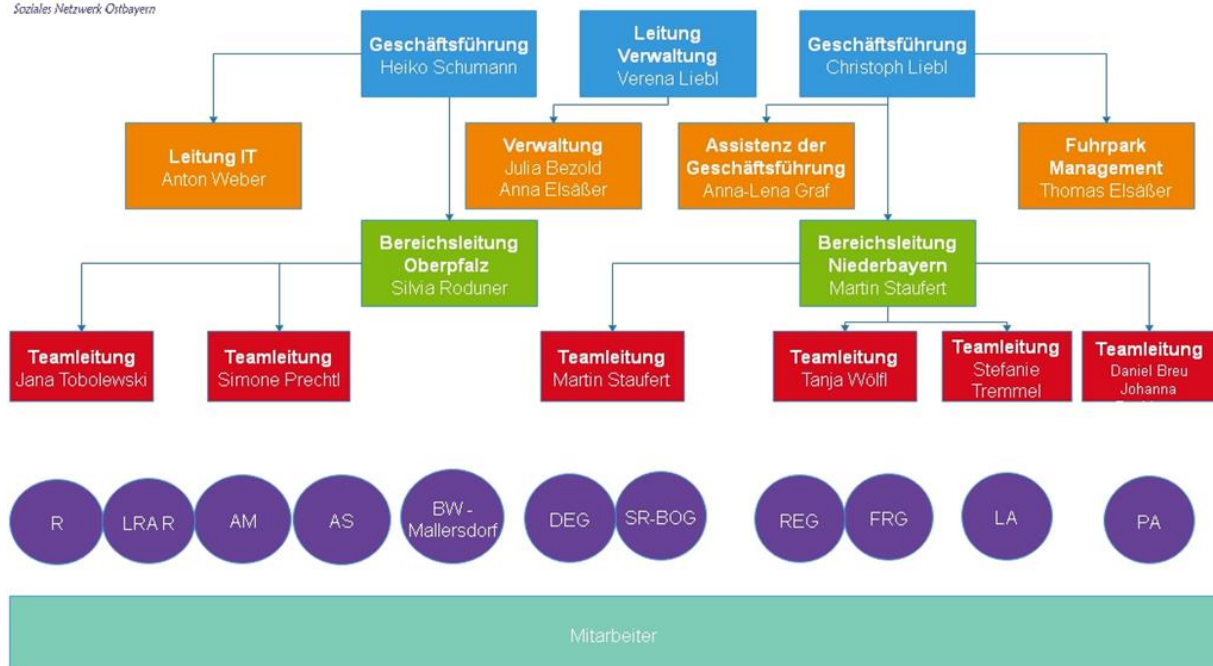 Soziales Netzwerk Ostbayern
Geschäftsführung
Heiko Schumann
Leitung
Verwaltung
Verena Liebl
Geschäftsführung
Christoph Liebl
Leitung IT
Anton Weber
Verwaltung
Julia Bezold
Anna Elsäßer
Assistenz der
Geschäftsführung
Anna-Lena Graf
Fuhrpark
Management
Thomas Elsäßer
Bereichsleitung
Oberpfalz
Silvia Roduner
Bereichsleitung
Niederbayern
Martin Staufert
Teamleitung
Jana Tobolewski
Teamleitung
Simone Prechtl
Teamleitung
Martin Staufert
Teamleitung
Tanja Wölfl
Teamleitung
Stefanie
Tremmel
Teamleitung
Daniel Breu
Johanna
R
LRA R
AM
AS
BW -
Mallersdorf
DEG
SR-BOG
REG
FRG
LA
PA
Mitarbeiter